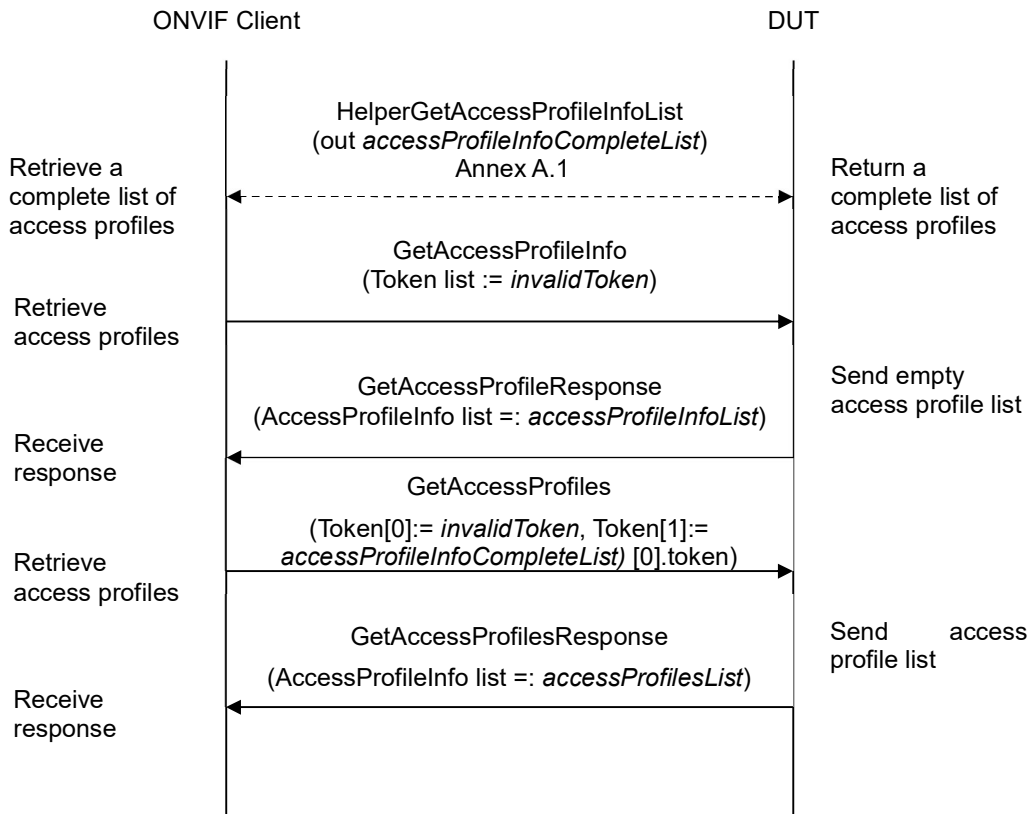 ONVIF Client
DUT
HelperGetAccessProfileInfoList
(out accessProfileInfoCompleteList)
Annex A.1
Retrieve a
complete list of
access profiles
Return a
complete list of
access profiles
GetAccessProfileInfo
(Token list := invalidToken)
Retrieve
access profiles
GetAccessProfileResponse
(AccessProfileInfo list =: accessProfileInfoList)
Send empty
access profile list
Receive
response
GetAccessProfiles
(Token[0]:= invalidToken, Token[1]:=
accessProfileInfoCompleteList) [0].token)
Retrieve
access profiles
GetAccessProfilesResponse
(AccessProfileInfo list =: accessProfilesList)
Send access
profile list
Receive
response